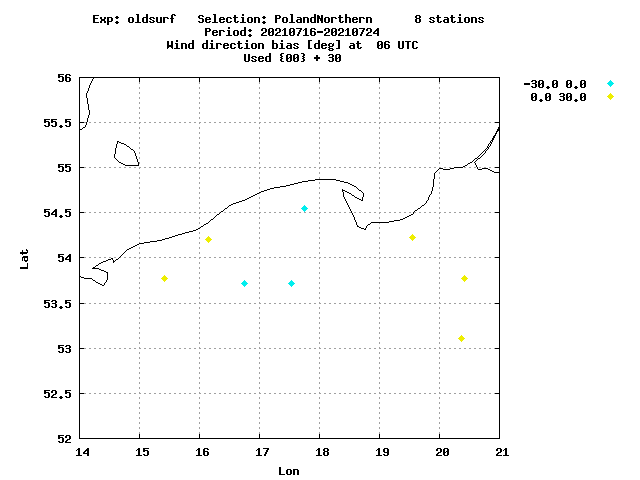 Exp: oldsurf   Selection: PolandNorthern      8 stations
Period: 20210716-20210724
Wind direction bias [deg] at  06 UTC
Used {00} + 30
-30.0 0.0
0.0 30.0
56
55.5
55
54.5
54
53.5
53
52.5
52
Lat
14 15 16 17 18 19 20 21
Lon